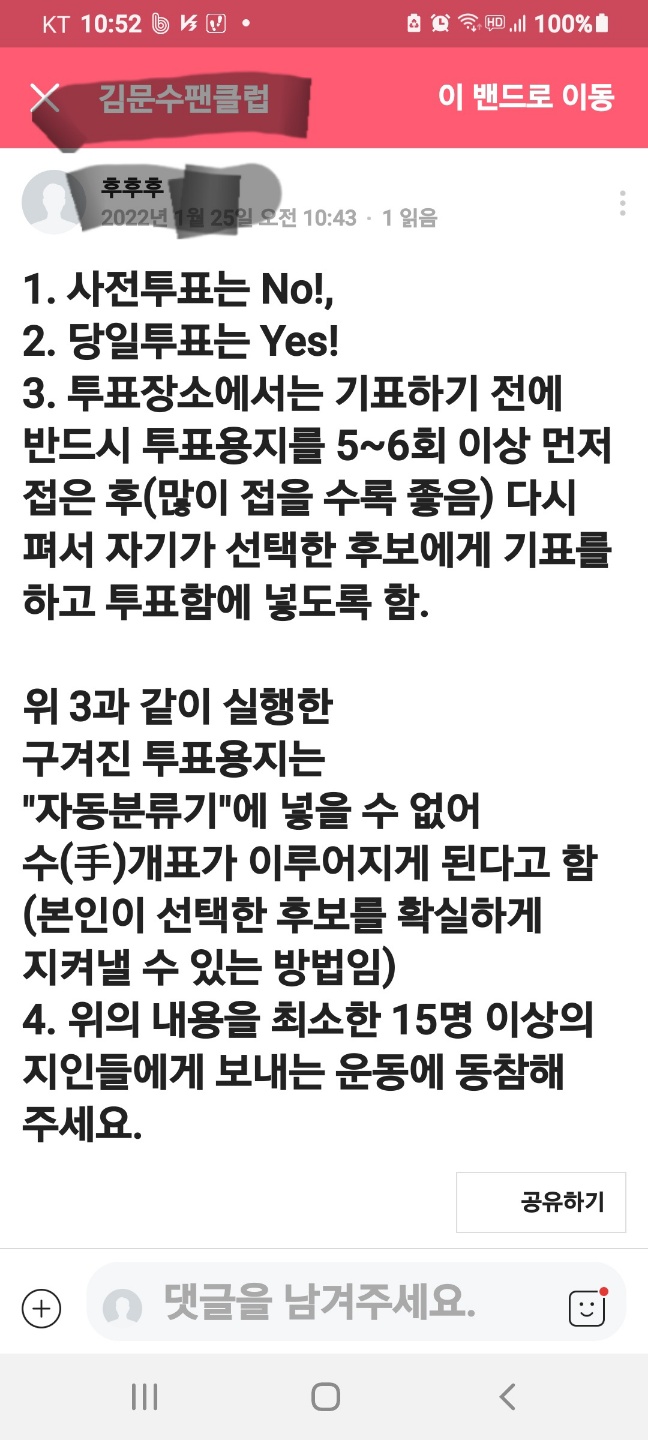 KT 10:52 HD 100%
김문수팬클럽 이 밴드로 이동
후후후
2022년 1월 25일 오전 10:43 · 1 읽음
1. 사전투표는 No!,
2. 당일투표는 Yes!
3. 투표장소에서는 기표하기 전에
반드시 투표용지를 5~6회 이상 먼저
접은 후(많이 접을 수록 좋음) 다시
펴서 자기가 선택한 후보에게 기표를
하고 투표함에 넣도록 함.
위 3과 같이 실행한
구겨진 투표용지는
"자동분류기"에 넣을 수 없어
수(手)개표가 이루어지게 된다고 함
(본인이 선택한 후보를 확실하게
지켜낼 수 있는 방법임)
4. 위의 내용을 최소한 15명 이상의
지인들에게 보내는 운동에 동참해
주세요.
공유하기
댓글을 남겨주세요.